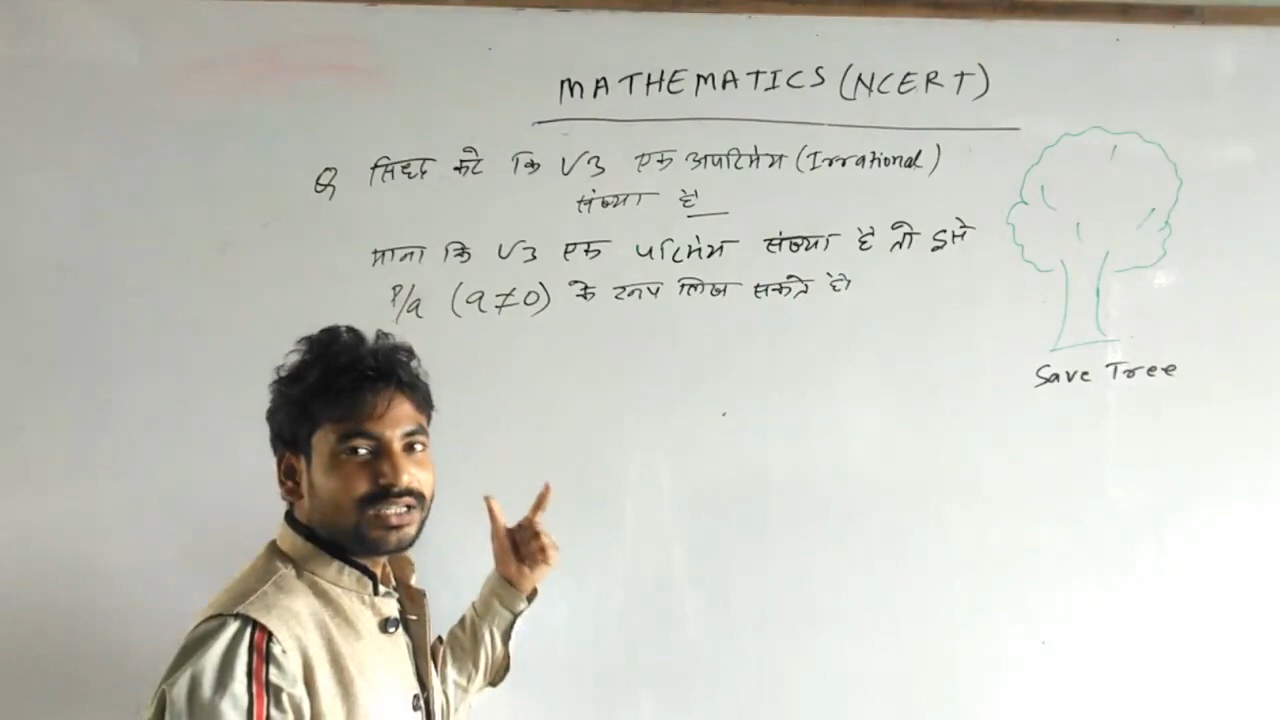 MATHEMATICS (NCERT)
Q सिध्द करे कि √3 एक अपरिमेय (Irrational)
संख्या है
माना कि √3 एक परिमेय संख्या है तो इसे
P/q (q≠0) के रूप लिख सकते है।
Save Tree